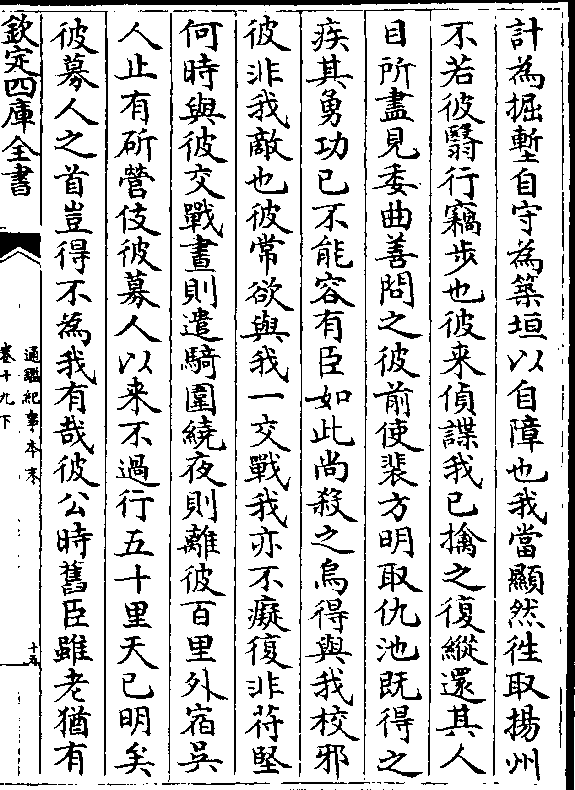 計為掘塹自守為築垣以自障也我當顯然往取揚州
不若彼翳行竊步也彼来偵諜我已擒之復縱還其人
目所盡見委曲善問之彼前使裴方明取仇池既得之
疾其勇功已不能容有臣如此尚殺之烏得與我校邪
彼非我敵也彼常欲與我一交戰我亦不癡復非苻堅
何時與彼交戰晝則遣騎圍繞夜則離彼百里外宿吳
人止有斫營伎彼募人以来不過行五十里天已明矣
彼募人之首豈得不為我有哉彼公時舊臣雖老猶有
欽定四庫全書
通鑑紀事本末
卷十九下
十五